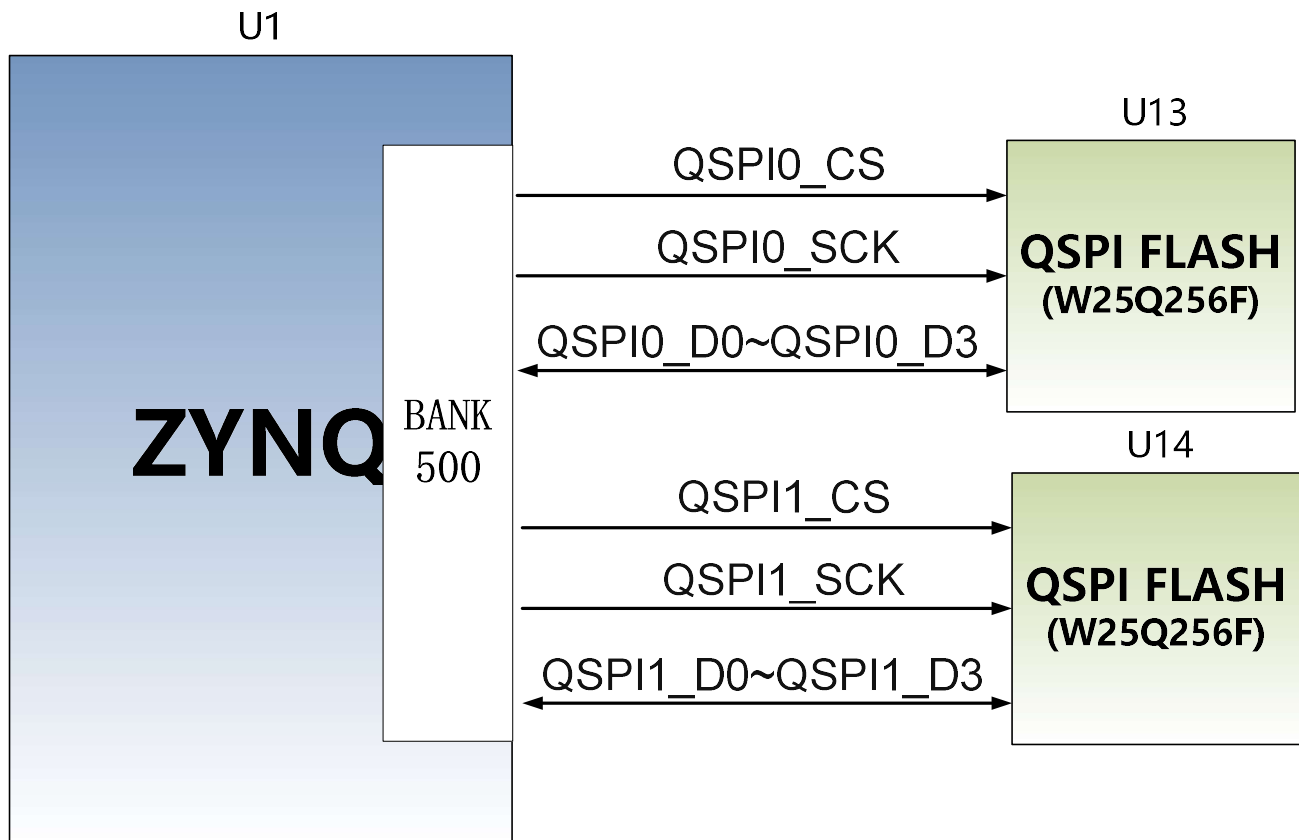 U1
U13
QSPI0_CS
QSPI0_SCK
QSPI FLASH
(W25Q256F)
QSPI0_D0~QSPI0_D3
ZYNQ
BANK
500
U14
QSPI1_CS
QSPI1_SCK
QSPI FLASH
(W25Q256F)
QSPI1_D0~QSPI1_D3